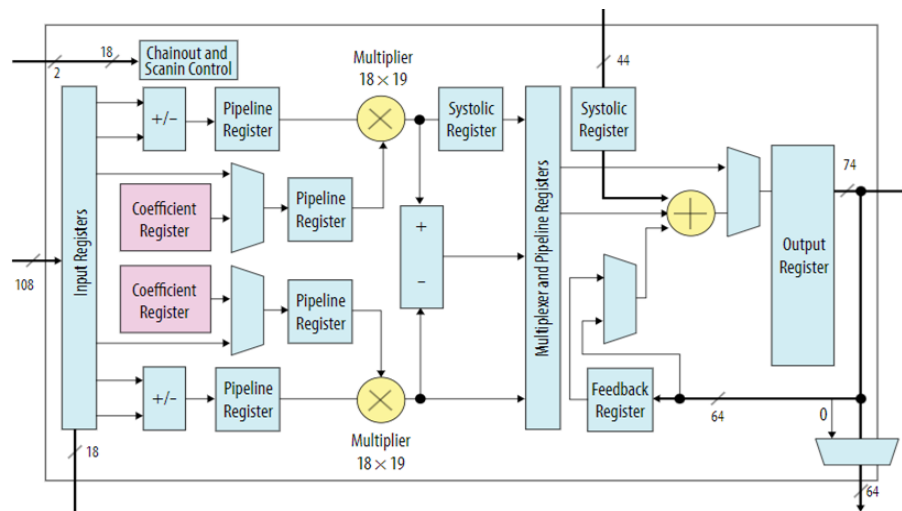 18
2
Chainout and
Scanin Control
44
Multiplier
18 × 19
+/−
Pipeline
Register
Systolic
Register
Systolic
Register
Input Registers
Coefficient
Register
Pipeline
Register
+
−
Multiplexer and Pipeline Registers
74
Output
Register
108
Coefficient
Register
Pipeline
Register
+/−
Pipeline
Register
Multiplier
18 × 19
Feedback
Register
64
0
18
64